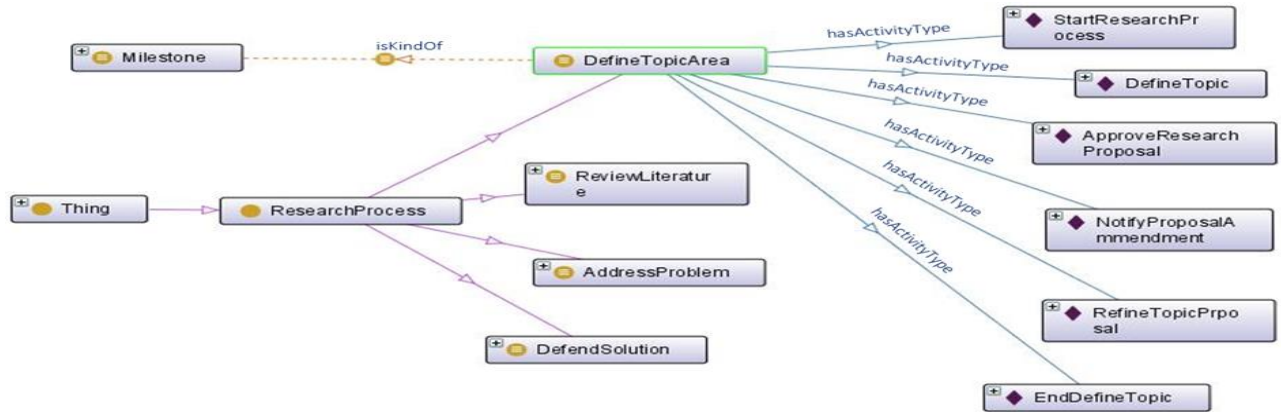 StartResearchPr
ocess
hasActivityType
Milestone
isKindOf
DefineTopicArea
hasActivityType
DefineTopic
hasActivityType
ApproveResearch
Proposal
hasActivityType
ReviewLiteratur
e
hasActivityType
Thing
ResearchProcess
NotifyProposalA
mmendment
hasActivityType
AddressProblem
RefineTopicPrpo
sal
DefendSolution
EndDefineTopic